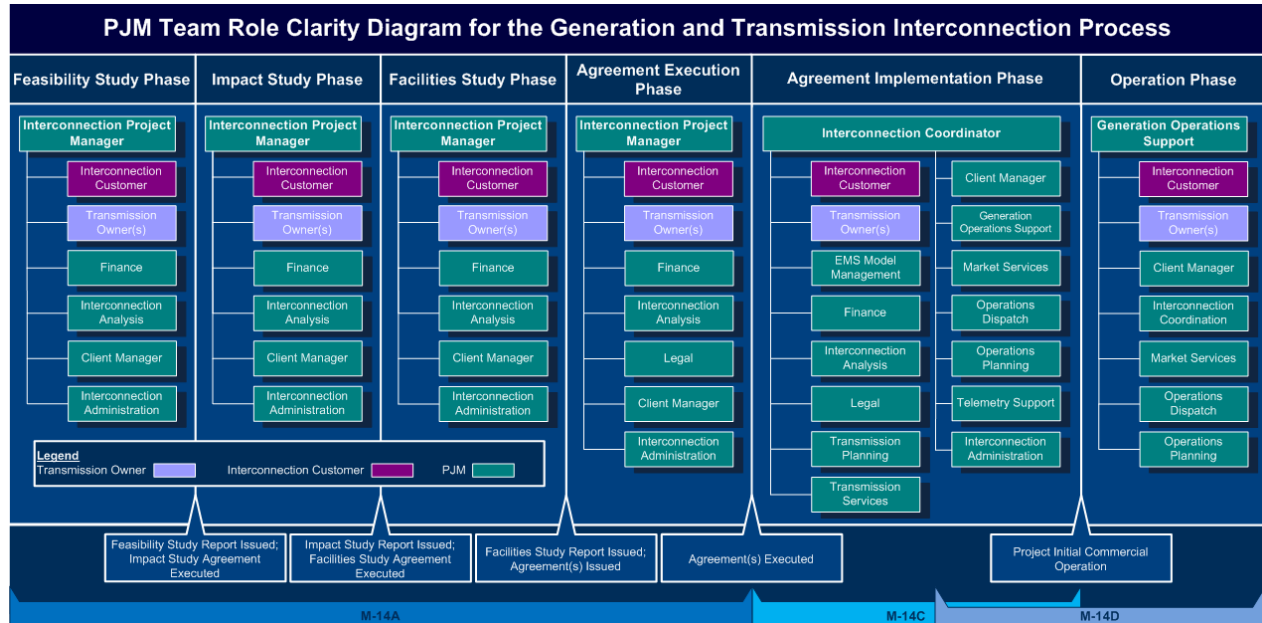 PJM Team Role Clarity Diagram for the Generation and Transmission Interconnection Process
Feasibility Study Phase
Impact Study Phase
Facilities Study Phase
Agreement Execution
Phase
Agreement Implementation Phase
Operation Phase
Interconnection Project
Manager
Interconnection
Customer
Transmission
Owner(s)
Finance
Interconnection
Analysis
Client Manager
Interconnection
Administration
Interconnection Project
Manager
Interconnection
Customer
Transmission
Owner(s)
Finance
Interconnection
Analysis
Client Manager
Interconnection
Administration
Interconnection Project
Manager
Interconnection
Customer
Transmission
Owner(s)
Finance
Interconnection
Analysis
Client Manager
Interconnection
Administration
Interconnection Project
Manager
Interconnection
Customer
Transmission
Owner(s)
Finance
Interconnection
Analysis
Legal
Client Manager
Interconnection
Administration
Interconnection Coordinator
Interconnection
Customer
Transmission
Owner(s)
EMS Model
Management
Finance
Interconnection
Analysis
Legal
Transmission
Planning
Transmission
Services
Client Manager
Generation
Operations Support
Market Services
Operations
Dispatch
Operations
Planning
Telemetry Support
Interconnection
Administration
Generation Operations
Support
Interconnection
Customer
Transmission
Owner(s)
Client Manager
Interconnection
Coordination
Market Services
Operations
Dispatch
Operations
Planning
Legend
Transmission Owner
Interconnection Customer
PJM
Feasibility Study Report Issued;
Impact Study Agreement
Executed
Impact Study Report Issued;
Facilities Study Agreement
Executed
Facilities Study Report Issued;
Agreement(s) Issued
Agreement(s) Executed
Project Initial Commercial
Operation
M-14A
M-14C
M-14D